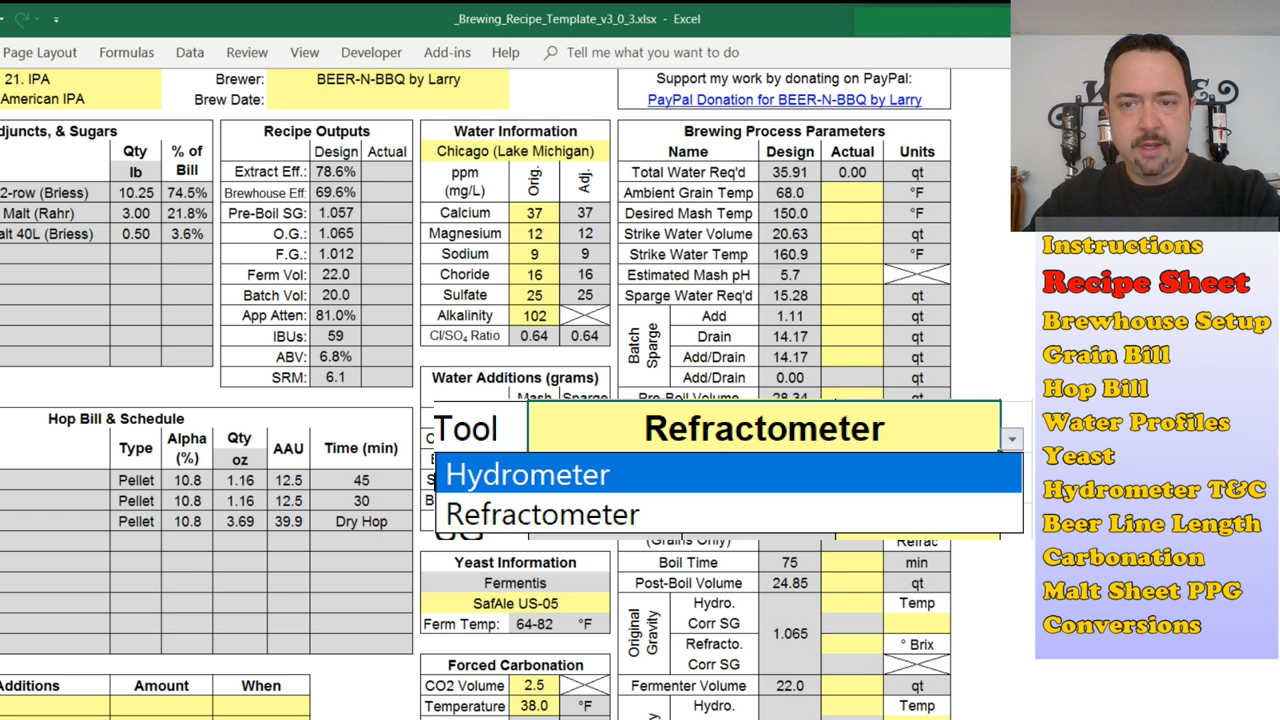 _Brewing_Recipe_Template_v3_0_3.xlsx - Excel
Page Layout Formulas Data Review View Developer Add-ins Help Tell me what you want to do
21. IPA
American IPA
Brewer: BEER-N-BBQ by Larry
Brew Date:
Support my work by donating on PayPal:
PayPal Donation for BEER-N-BBQ by Larry
djuncts, & Sugars
Qty % of
lb Bill
2-row (Briess) 10.25 74.5%
Malt (Rahr) 3.00 21.8%
alt 40L (Briess) 0.50 3.6%
Recipe Outputs
Design Actual
Extract Eff.: 78.6%
Brewhouse Eff: 69.6%
Pre-Boil SG: 1.057
O.G.: 1.065
F.G.: 1.012
Ferm Vol: 22.0
Batch Vol: 20.0
App Atten: 81.0%
IBUs: 59
ABV: 6.8%
SRM: 6.1
Water Information
Chicago (Lake Michigan)
ppm (mg/L) Orig. Adj.
Calcium 37 37
Magnesium 12 12
Sodium 9 9
Choride 16 16
Sulfate 25 25
Alkalinity 102
Cl/SO₄ Ratio 0.64 0.64
Water Additions (grams)
Mash Sparge
Brewing Process Parameters
Name Design Actual Units
Total Water Req'd 35.91 0.00 qt
Ambient Grain Temp 68.0 °F
Desired Mash Temp 150.0 °F
Strike Water Volume 20.63 qt
Strike Water Temp 160.9 °F
Estimated Mash pH 5.7
Sparge Water Req'd 15.28 qt
Batch Sparge
Add 1.11 qt
Drain 14.17 qt
Add/Drain 14.17 qt
Add/Drain 0.00 qt
Pre-Boil Volume 28.34 qt
Tool Refractometer
Hydrometer
Refractometer
SG
(Grains Only) Refrac
Boil Time 75 min
Post-Boil Volume 24.85 qt
Original Gravity
Hydro. 1.065 Temp
Corr SG
Refracto. ° Brix
Corr SG
Fermenter Volume 22.0 qt
Hydro. Temp
Hop Bill & Schedule
Type Alpha (%) Qty oz AAU Time (min)
Pellet 10.8 1.16 12.5 45
Pellet 10.8 1.16 12.5 30
Pellet 10.8 3.69 39.9 Dry Hop
Yeast Information
Fermentis
SafAle US-05
Ferm Temp: 64-82 °F
Forced Carbonation
CO2 Volume 2.5
Temperature 38.0 °F
Additions Amount When
Instructions
Recipe Sheet
Brewhouse Setup
Grain Bill
Hop Bill
Water Profiles
Yeast
Hydrometer T&C
Beer Line Length
Carbonation
Malt Sheet PPG
Conversions